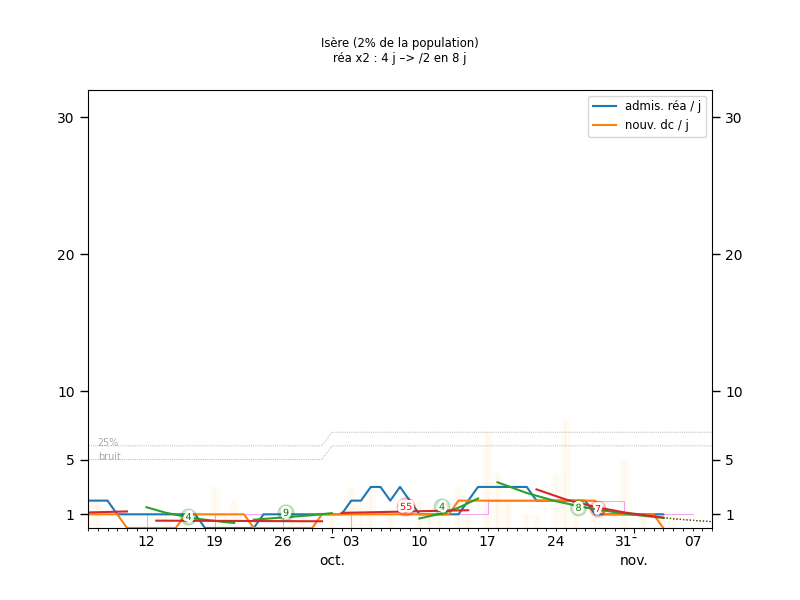 Isère (2% de la population)
réa x2 : 4 j –> /2 en 8 j
admis. réa / j
nouv. dc / j
30 30
20 20
10 10
25%
bruit
5 5
1 1
4 9 55 4 8 7
12 19 26 - 03 10 17 24 31- 07
oct. nov.